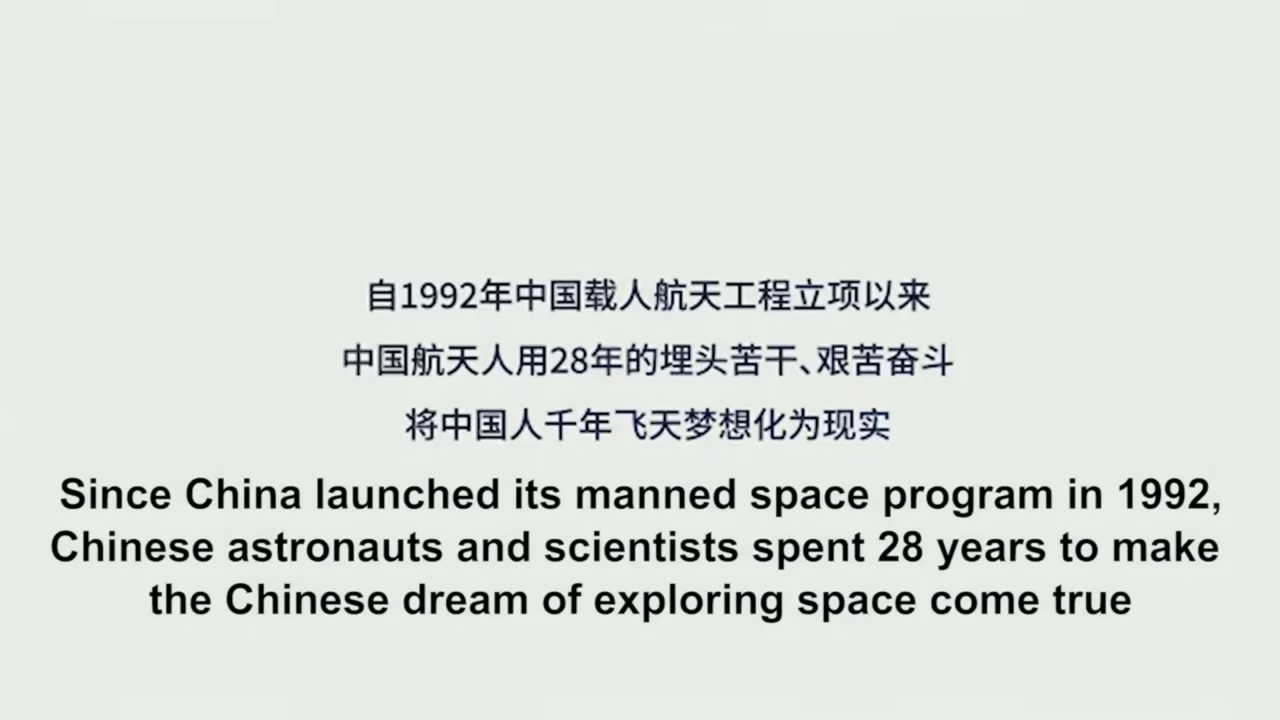 自1992年中国载人航天工程立项以来
中国航天人用28年的埋头苦干、艰苦奋斗
将中国人千年飞天梦想化为现实
Since China launched its manned space program in 1992,
Chinese astronauts and scientists spent 28 years to make
the Chinese dream of exploring space come true